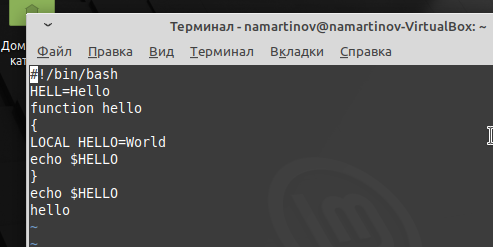 Терминал - namartinov@namartinov-VirtualBox: ~
Файл Правка Вид Терминал Вкладки Справка
#!/bin/bash
HELL=Hello
function hello
{
LOCAL HELLO=World
echo $HELLO
}
echo $HELLO
hello
~
~